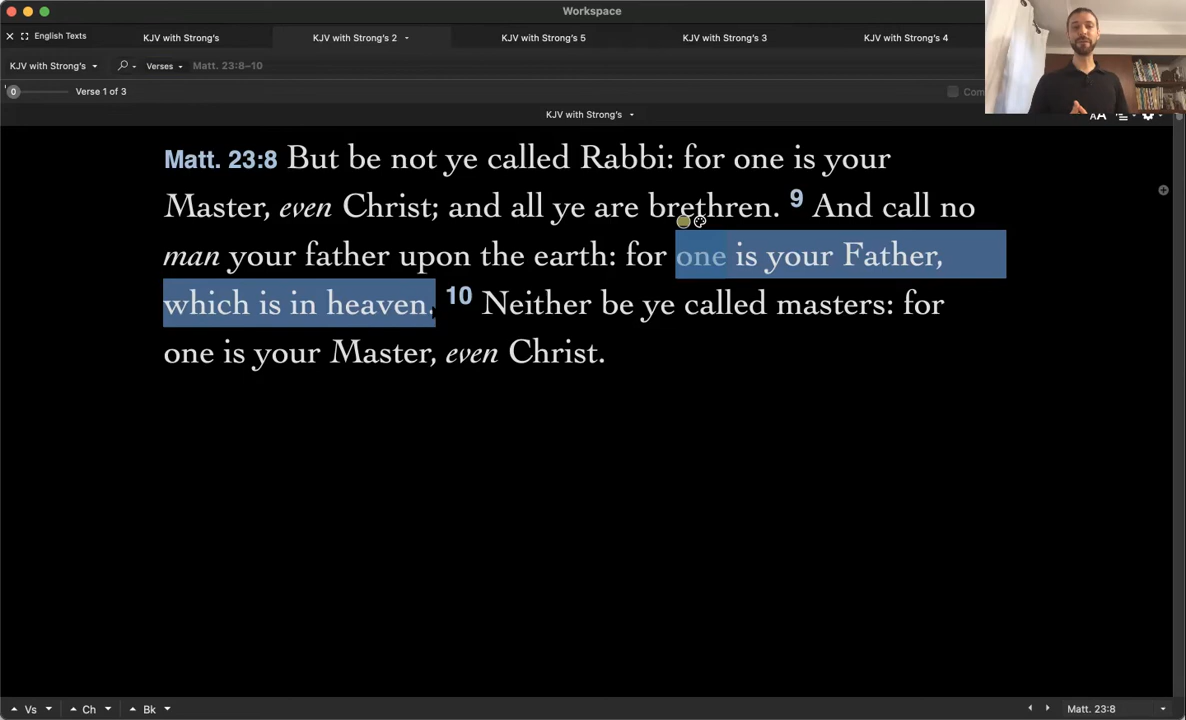 Workspace
English Texts
KJV with Strong's
KJV with Strong's 2
KJV with Strong's 5
KJV with Strong's 3
KJV with Strong's 4
KJV with Strong's
Verses
Matt. 23:8–10
0
Verse 1 of 3
KJV with Strong's
AA
Matt. 23:8 But be not ye called Rabbi: for one is your
Master, even Christ; and all ye are brethren. 9 And call no
man your father upon the earth: for one is your Father,
which is in heaven. 10 Neither be ye called masters: for
one is your Master, even Christ.
Vs
Ch
Bk
Matt. 23:8